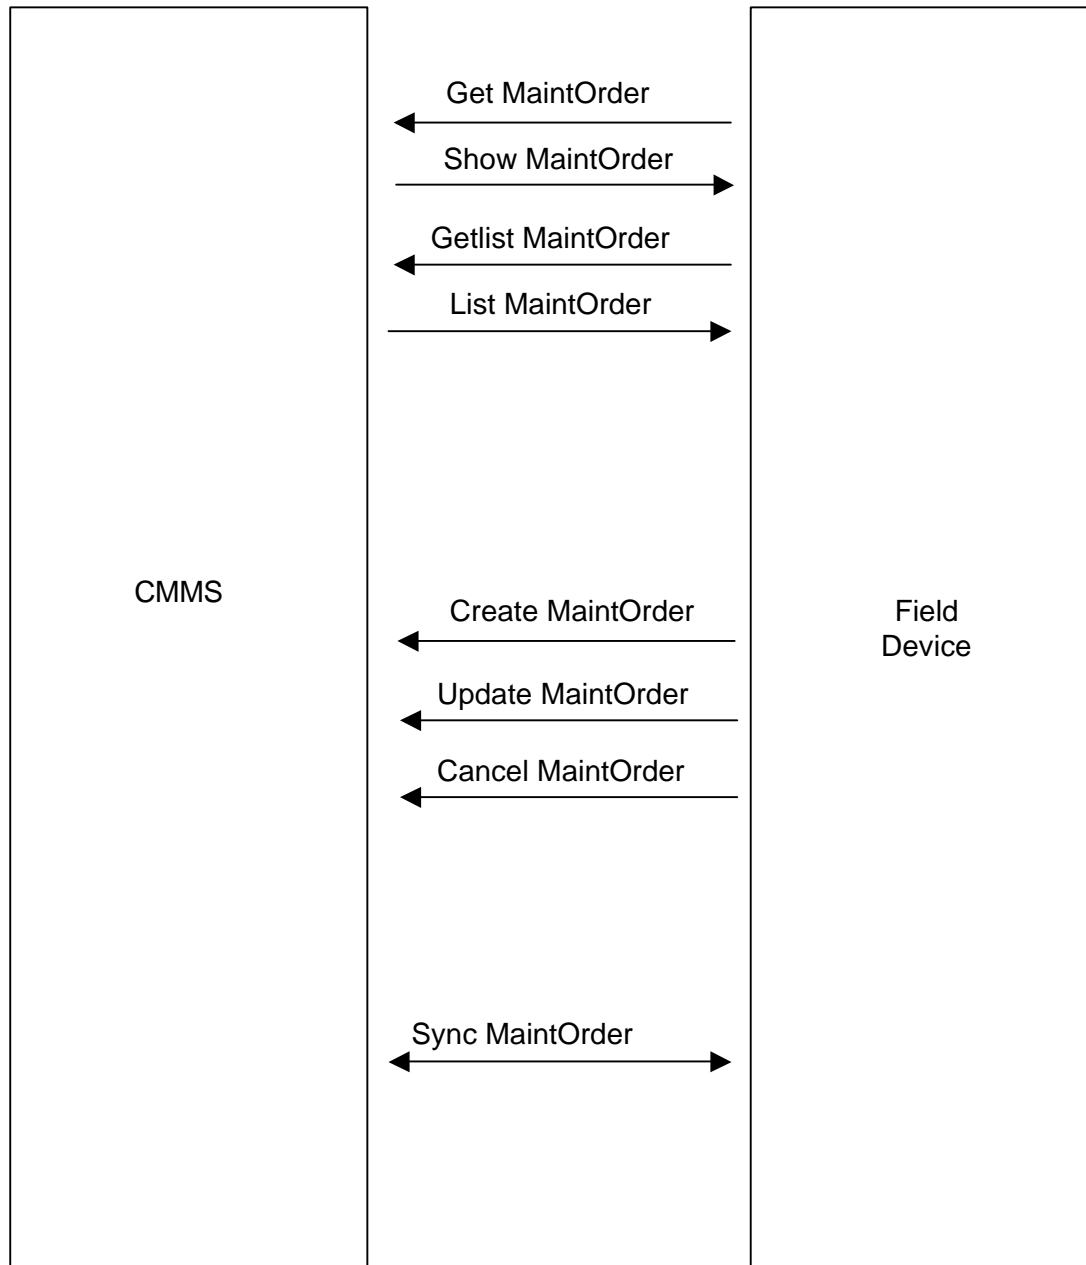 Get MaintOrder
Show MaintOrder
Getlist MaintOrder
List MaintOrder
CMMS
Create MaintOrder
Field
Device
Update MaintOrder
Cancel MaintOrder
Sync MaintOrder